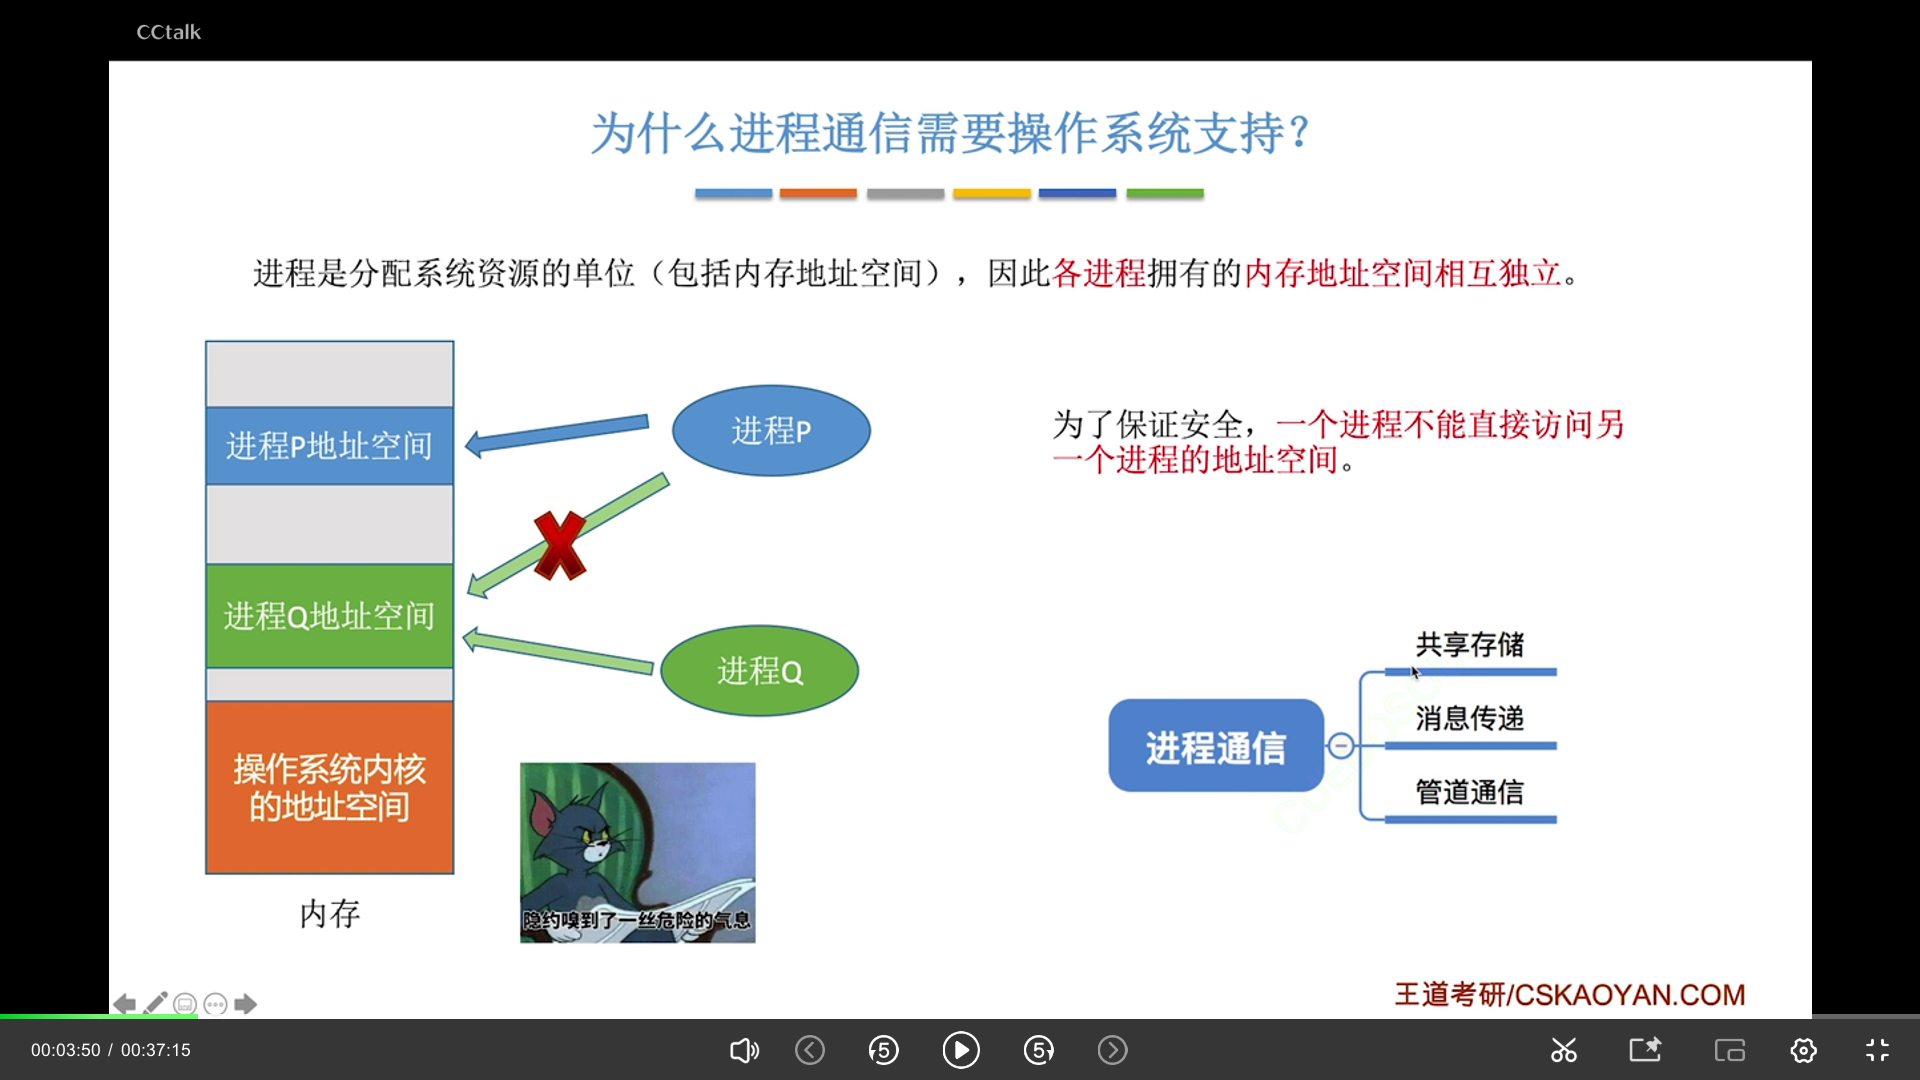 CCtalk
为什么进程通信需要操作系统支持？
进程是分配系统资源的单位（包括内存地址空间），因此各进程拥有的内存地址空间相互独立。
进程P地址空间
进程Q地址空间
操作系统内核
的地址空间
内存
进程P
进程Q
为了保证安全，一个进程不能直接访问另
一个进程的地址空间。
进程通信
共享存储
消息传递
管道通信
隐约嗅到了一丝危险的气息
王道考研/CSKAOYAN.COM
00:03:50 / 00:37:15
5
5